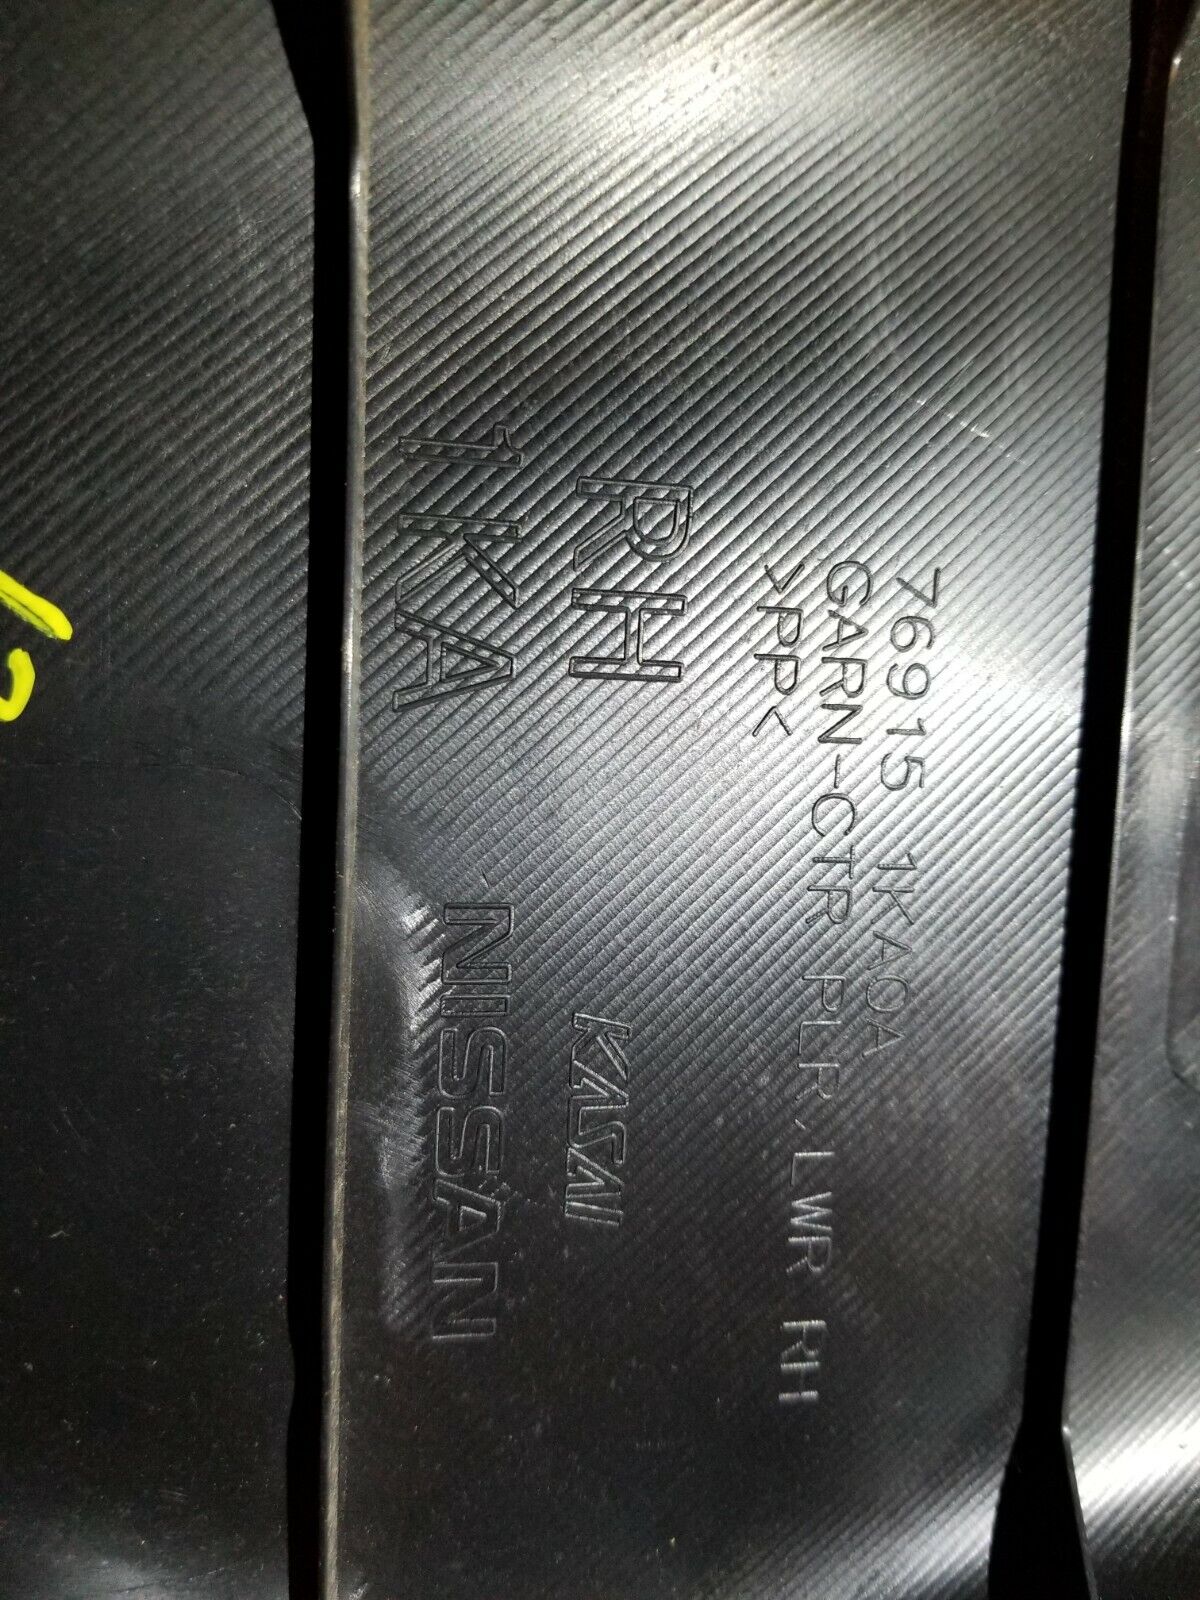 76915 1KA0A
GARN-CTR PLR,LWR RH
>PP<
RH
1KA
KASAI
NISSAN